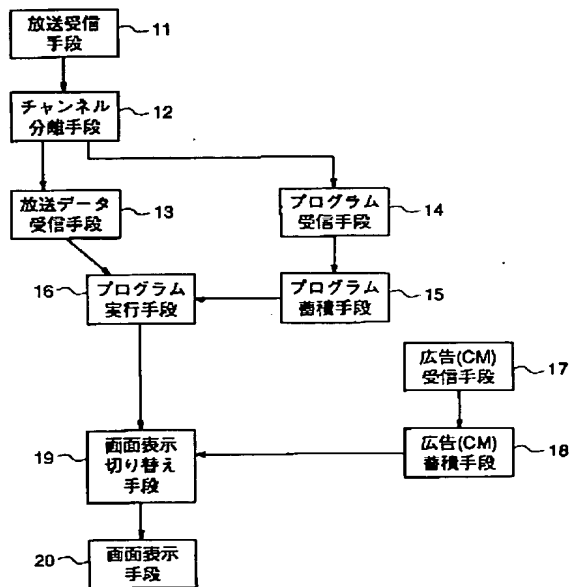 放送受信
手段
11
チャンネル
分離手段
12
放送データ
受信手段
13
プログラム
受信手段
14
16
プログラム
実行手段
プログラム
蓄積手段
15
広告(CM)
受信手段
17
19
画面表示
切り替え
手段
広告(CM)
蓄積手段
18
20
画面表示
手段